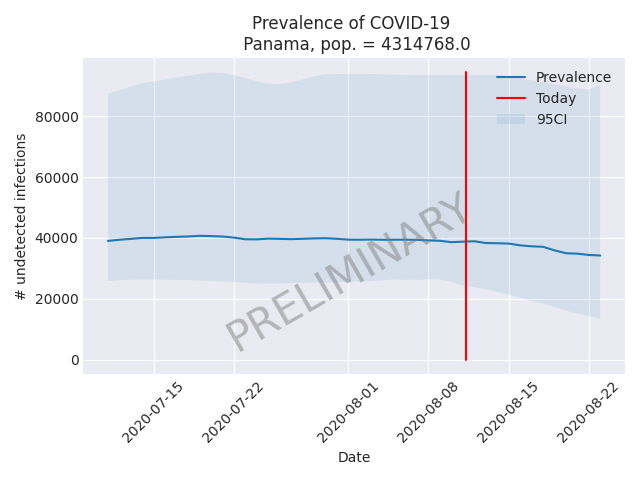 Prevalence of COVID-19
Panama, pop. = 4314768.0
Prevalence
Today
95CI
# undetected infections
80000
60000
40000
20000
0
PRELIMINARY
2020-07-15
2020-07-22
2020-08-01
2020-08-08
2020-08-15
2020-08-22
Date